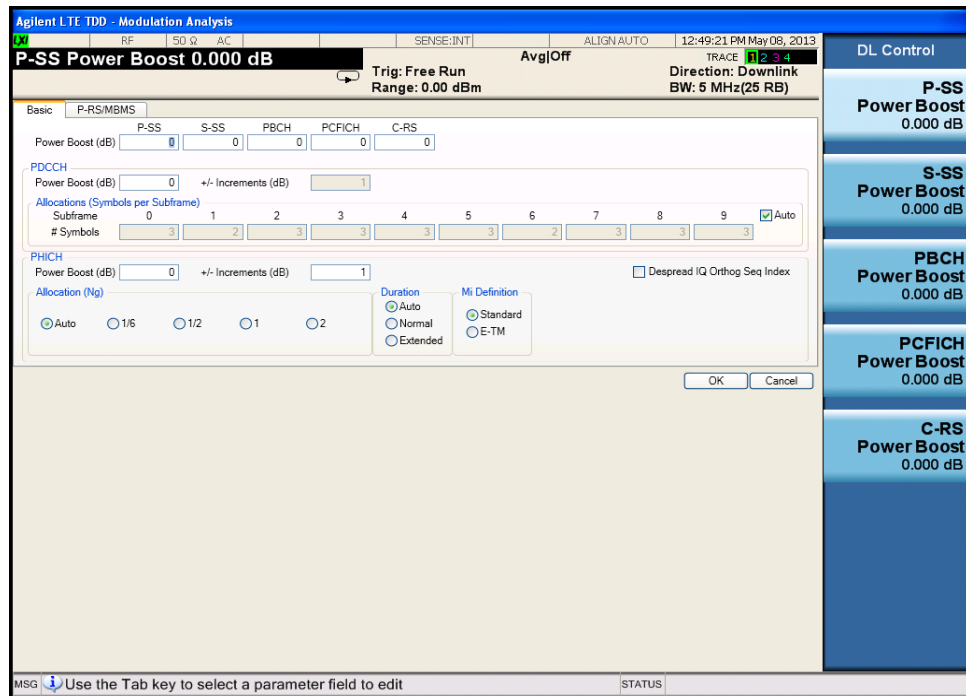 Agilent LTE TDD - Modulation Analysis
LXI RF 50 Ω AC SENSE:INT ALIGN AUTO 12:49:21 PM May 08, 2013
P-SS Power Boost 0.000 dB
Trig: Free Run
Range: 0.00 dBm
Avg|Off
TRACE 1 2 3 4
Direction: Downlink
BW: 5 MHz(25 RB)
Basic P-RS/MBMS
P-SS S-SS PBCH PCFICH C-RS
Power Boost (dB) 0 0 0 0 0
PDCCH
Power Boost (dB) 0 +/- Increments (dB) 1
Allocations (Symbols per Subframe)
Subframe 0 1 2 3 4 5 6 7 8 9 Auto
# Symbols 3 2 3 3 3 3 2 3 3 3
PHICH
Power Boost (dB) 0 +/- Increments (dB) 1 Despread IQ Orthog Seq Index
Allocation (Ng)
Auto 1/6 1/2 1 2
Duration
Auto
Normal
Extended
Mi Definition
Standard
E-TM
OK Cancel
DL Control
P-SS
Power Boost
0.000 dB
S-SS
Power Boost
0.000 dB
PBCH
Power Boost
0.000 dB
PCFICH
Power Boost
0.000 dB
C-RS
Power Boost
0.000 dB
MSG Use the Tab key to select a parameter field to edit STATUS